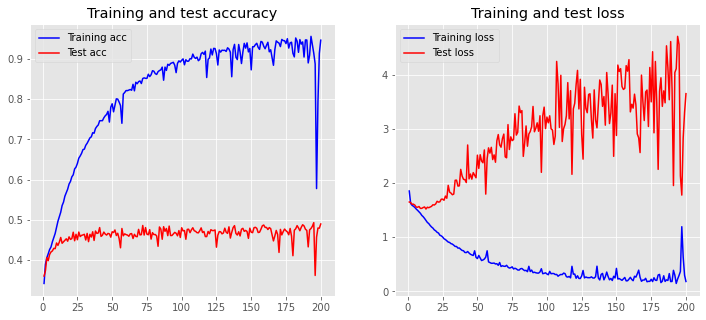 Training and test accuracy
Training acc
Test acc
0.9
0.8
0.7
0.6
0.5
0.4
0 25 50 75 100 125 150 175 200
Training and test loss
Training loss
Test loss
4
3
2
1
0
0 25 50 75 100 125 150 175 200